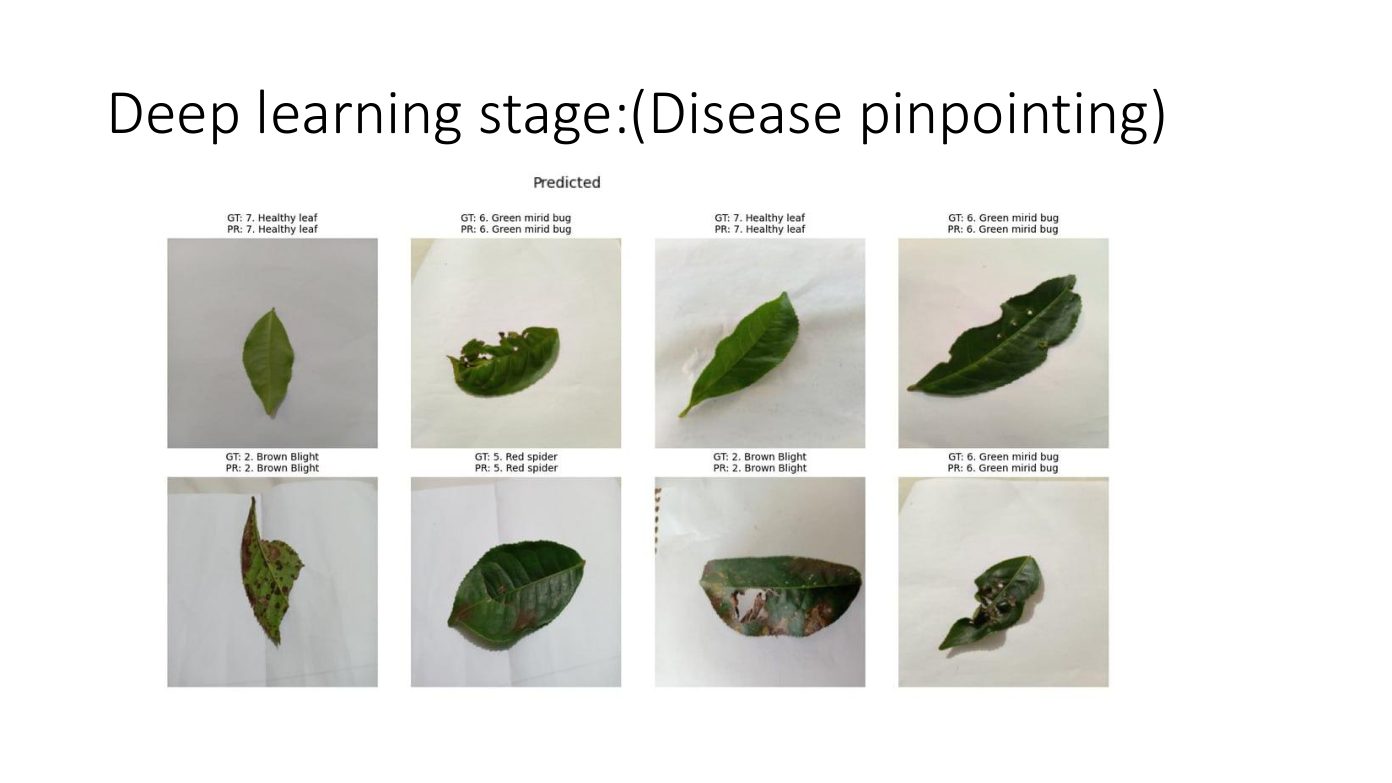 Deep learning stage:(Disease pinpointing)
Predicted
GT: 7. Healthy leaf
PR: 7. Healthy leaf
GT: 6. Green mirid bug
PR: 6. Green mirid bug
GT: 7. Healthy leaf
PR: 7. Healthy leaf
GT: 6. Green mirid bug
PR: 6. Green mirid bug
GT: 2. Brown Blight
PR: 2. Brown Blight
GT: 5. Red spider
PR: 5. Red spider
GT: 2. Brown Blight
PR: 2. Brown Blight
GT: 6. Green mirid bug
PR: 6. Green mirid bug